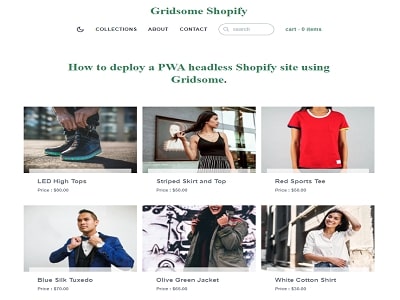 Gridsome Shopify
COLLECTIONS ABOUT CONTACT search cart - 0 items
How to deploy a PWA headless Shopify site using
Gridsome.
LED High Tops Striped Skirt and Top Red Sports Tee
Price : $80.00 Price : $50.00 Price : $50.00
Blue Silk Tuxedo Olive Green Jacket White Cotton Shirt
Price : $70.00 Price : $65.00 Price : $30.00